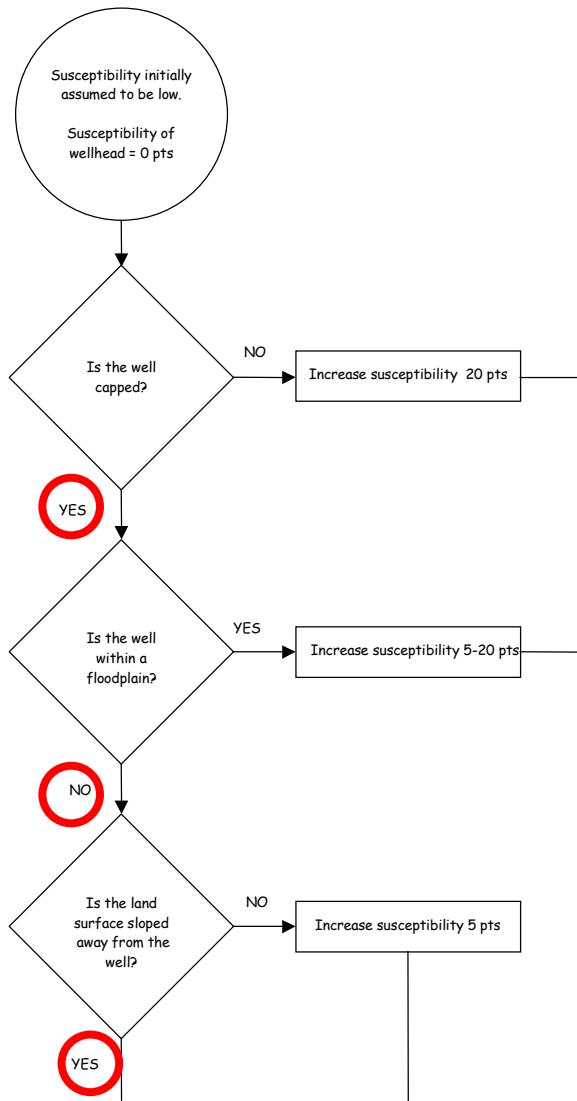 Susceptibility initially
assumed to be low.
Susceptibility of
wellhead = 0 pts
Is the well
capped?
NO
Increase susceptibility  20 pts
YES
Is the well
within a
floodplain?
YES
Increase susceptibility 5-20 pts
NO
Is the land
surface sloped
away from the
well?
NO
Increase susceptibility 5 pts
YES